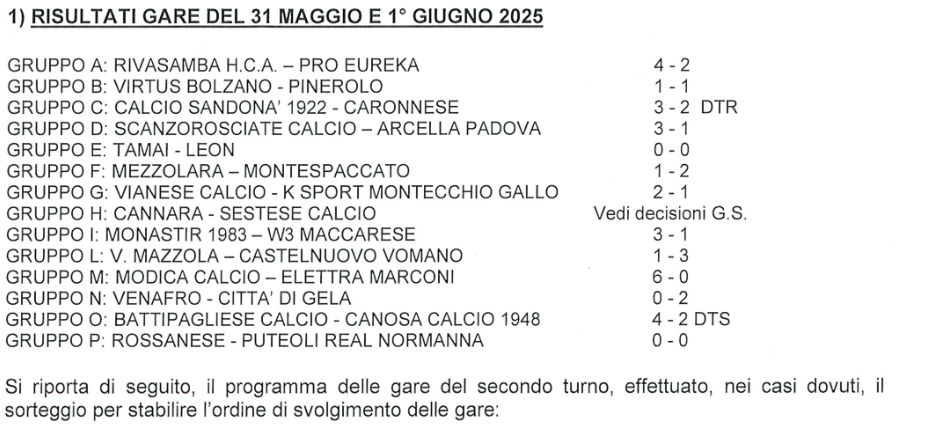 1) RISULTATI GARE DEL 31 MAGGIO E 1° GIUGNO 2025
GRUPPO A: RIVASAMBA H.C.A. – PRO EUREKA 4 - 2
GRUPPO B: VIRTUS BOLZANO - PINEROLO 1 - 1
GRUPPO C: CALCIO SANDONA’ 1922 - CARONNESE 3 - 2 DTR
GRUPPO D: SCANZOROSCIATE CALCIO – ARCELLA PADOVA 3 - 1
GRUPPO E: TAMAI - LEON 0 - 0
GRUPPO F: MEZZOLARA – MONTESPACCATO 1 - 2
GRUPPO G: VIANESE CALCIO - K SPORT MONTECCHIO GALLO 2 - 1
GRUPPO H: CANNARA - SESTESE CALCIO Vedi decisioni G.S.
GRUPPO I: MONASTIR 1983 – W3 MACCARESE 3 - 1
GRUPPO L: V. MAZZOLA – CASTELNUOVO VOMANO 1 - 3
GRUPPO M: MODICA CALCIO – ELETTRA MARCONI 6 - 0
GRUPPO N: VENAFRO - CITTA’ DI GELA 0 - 2
GRUPPO O: BATTIPAGLIESE CALCIO - CANOSA CALCIO 1948 4 - 2 DTS
GRUPPO P: ROSSANESE - PUTEOLI REAL NORMANNA 0 - 0
Si riporta di seguito, il programma delle gare del secondo turno, effettuato, nei casi dovuti, il
sorteggio per stabilire l’ordine di svolgimento delle gare: